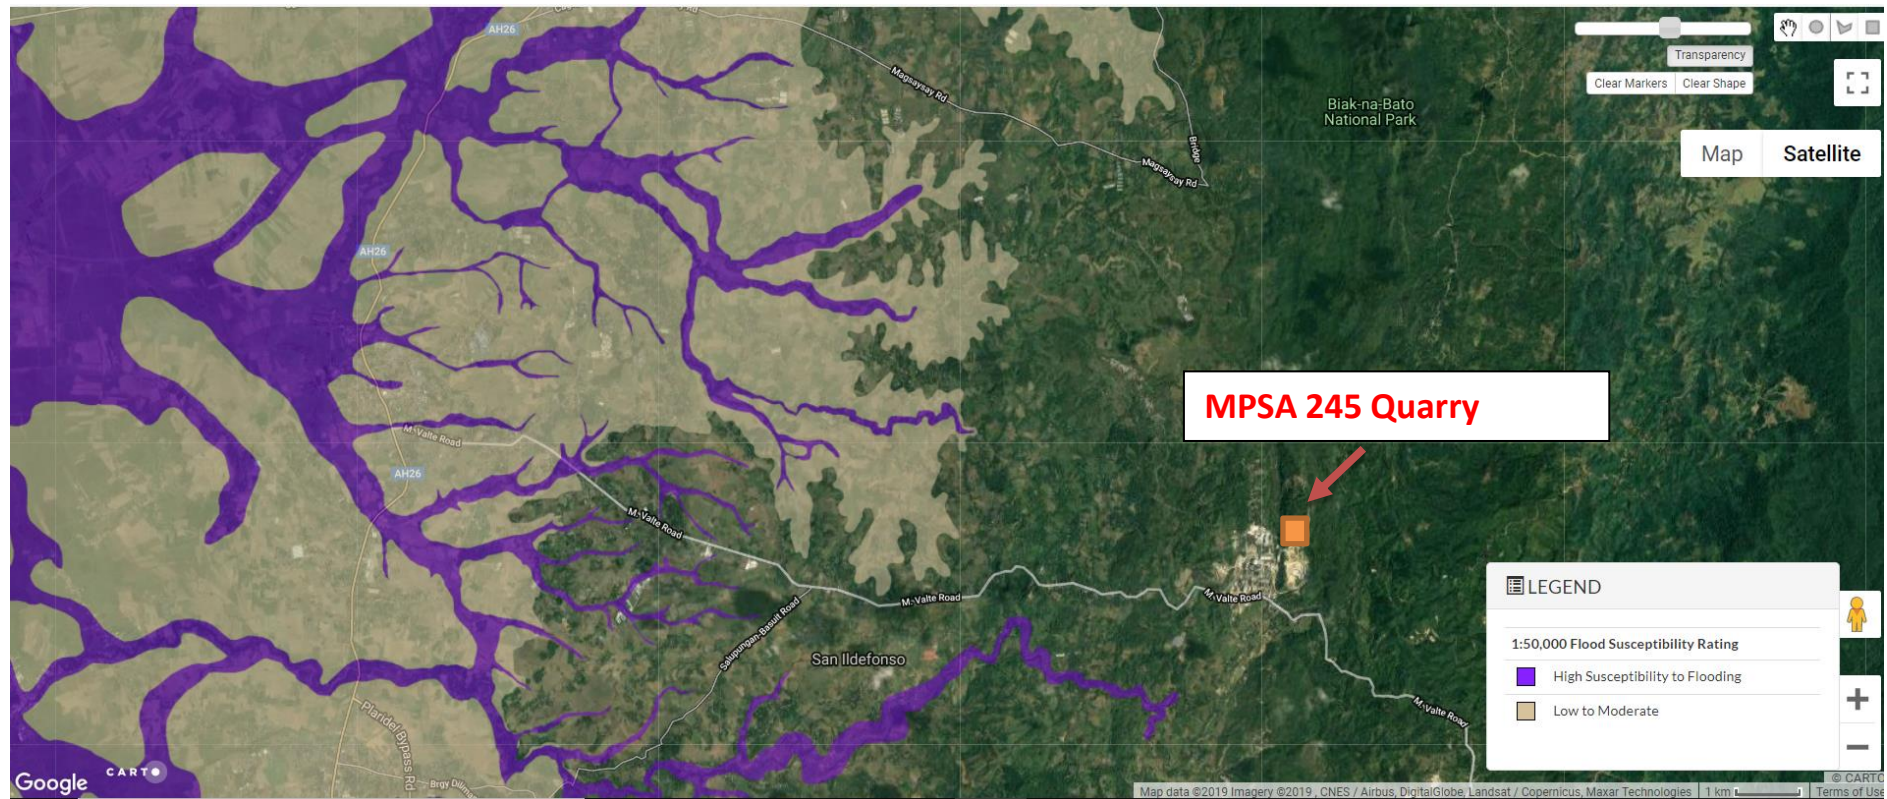 AH26
Magsaysay Rd
Biak-na-Bato
National Park
Transparency
Clear Markers
Clear Shape
Map
Satellite
Bridge
Magsaysay Rd
AH26
MPSA 245 Quarry
M. Valte Road
AH26
M. Valte Road
M. Valte Road
M. Valte Road
Salupungan-Basuit Road
San Ildefonso
M. Valte Road
Plaridel Bypass Rd
LEGEND
1:50,000 Flood Susceptibility Rating
High Susceptibility to Flooding
Low to Moderate
+
−
Google
CARTO
© CARTO
Map data ©2019 Imagery ©2019 , CNES / Airbus, DigitalGlobe, Landsat / Copernicus, Maxar Technologies
1 km
Terms of Use